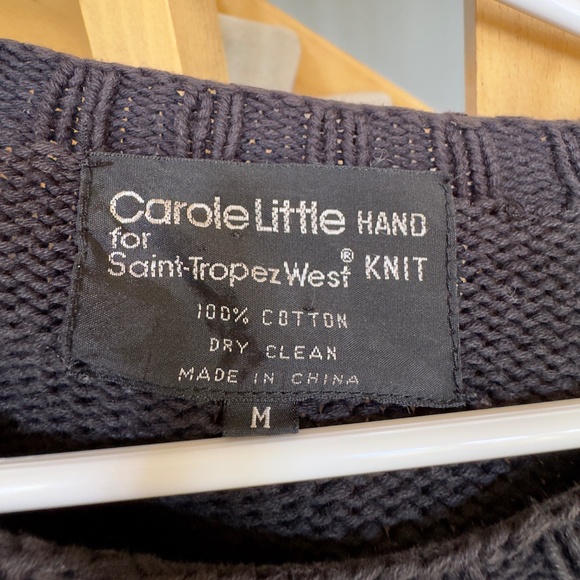 Carole Little HAND
for
Saint-Tropez West® KNIT
100% COTTON
DRY CLEAN
MADE IN CHINA
M